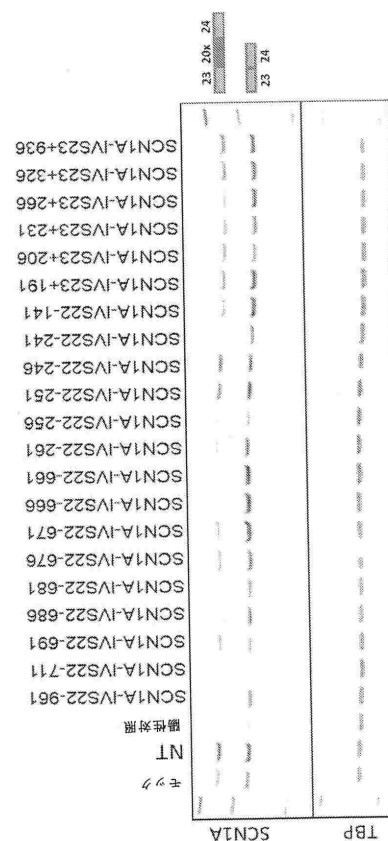 23 20x 24
23 24
SCN1A-IVS23+936
SCN1A-IVS23+326
SCN1A-IVS23+266
SCN1A-IVS23+231
SCN1A-IVS23+206
SCN1A-IVS23+191
SCN1A-IVS22-141
SCN1A-IVS22-241
SCN1A-IVS22-246
SCN1A-IVS22-251
SCN1A-IVS22-256
SCN1A-IVS22-261
SCN1A-IVS22-661
SCN1A-IVS22-666
SCN1A-IVS22-671
SCN1A-IVS22-676
SCN1A-IVS22-681
SCN1A-IVS22-686
SCN1A-IVS22-691
SCN1A-IVS22-711
SCN1A-IVS22-961
陽性対照
NT
モック
SCN1A
TBP